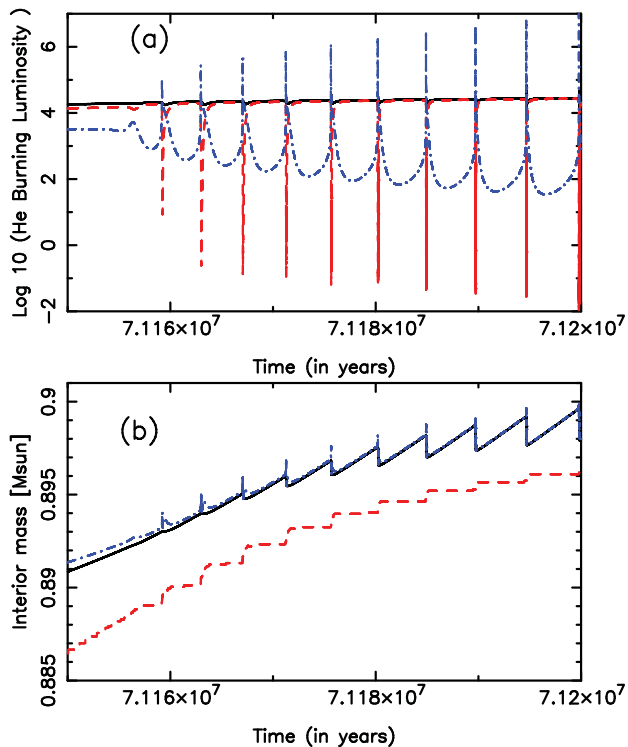 (a)
Log 10 (He Burning Luminosity )
6
4
2
0
−2
7.116×10⁷
7.118×10⁷
7.12×10⁷
Time (in years)
(b)
Interior mass [Msun]
0.9
0.895
0.89
0.885
7.116×10⁷
7.118×10⁷
7.12×10⁷
Time (in years)